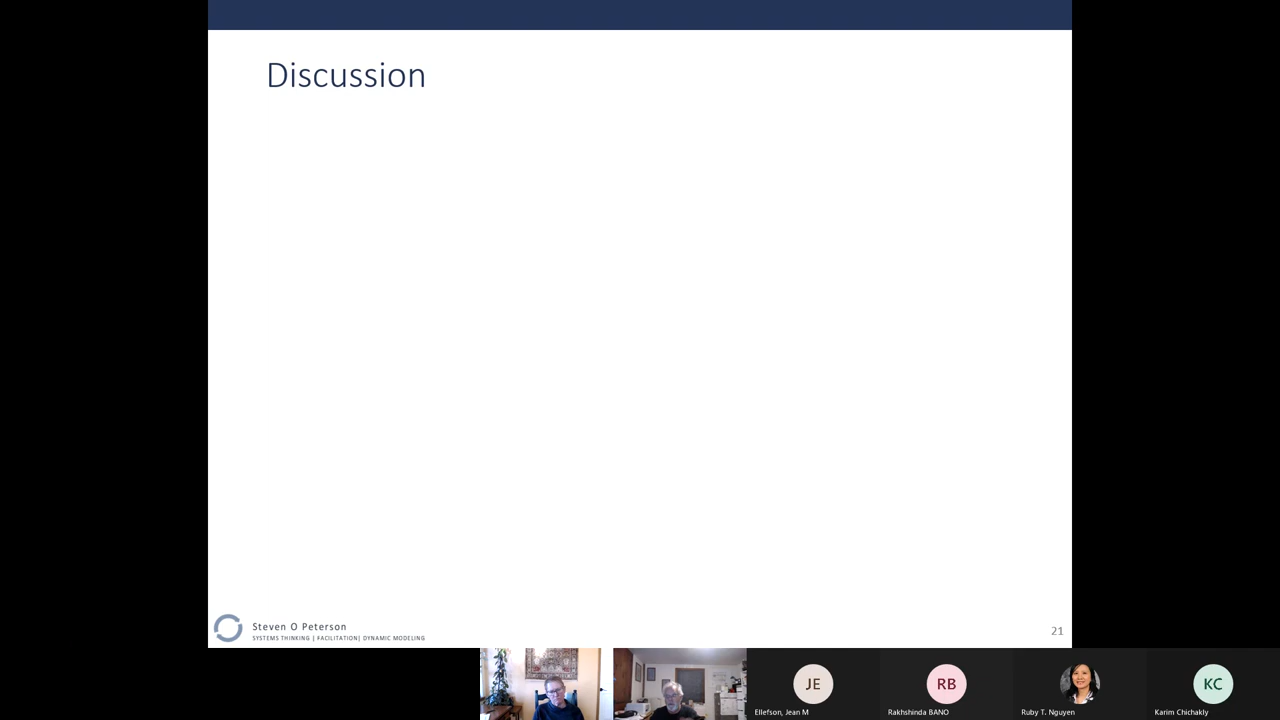 Discussion
Steven O Peterson
SYSTEMS THINKING | FACILITATION| DYNAMIC MODELING
21
JE
RB
KC
Ellefson, Jean M
Rakhshinda BANO
Ruby T. Nguyen
Karim Chichakly